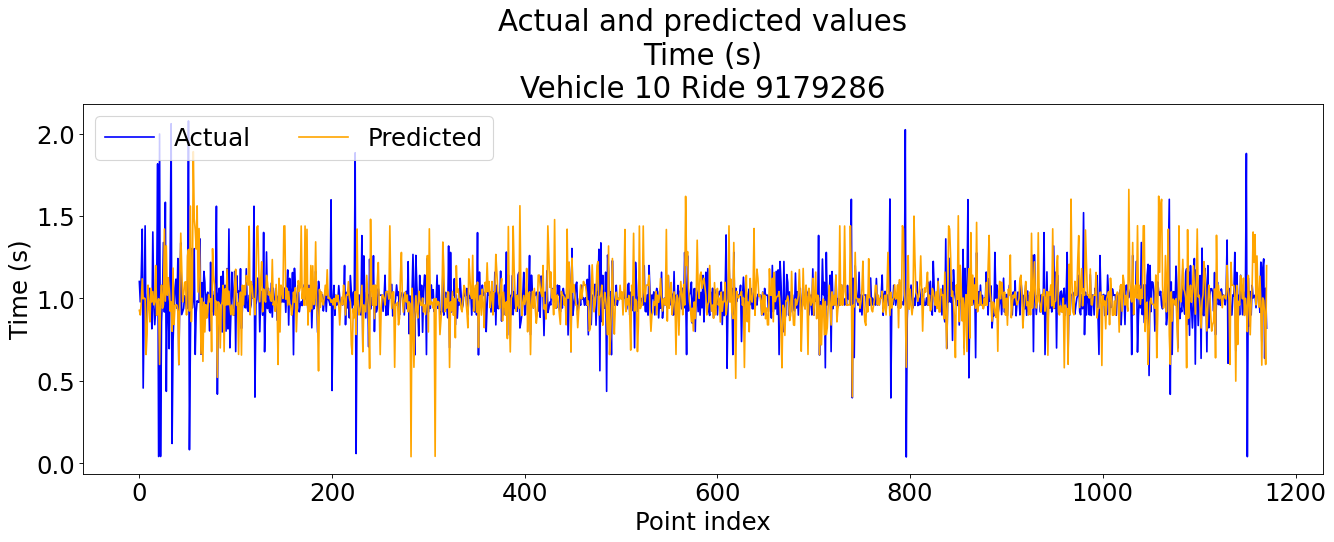 Actual and predicted values
Time (s)
Vehicle 10 Ride 9179286
Actual
Predicted
2.0
1.5
1.0
0.5
0.0
Time (s)
0
200
400
600
800
1000
1200
Point index